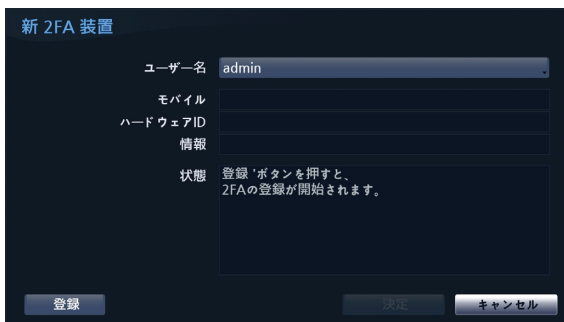 新 2FA 装置
ユーザー名 admin
モバイル
ハードウェアID
情報
状態 登録 'ボタンを押すと、
2FAの登録が開始されます。
登録 決定 キャンセル